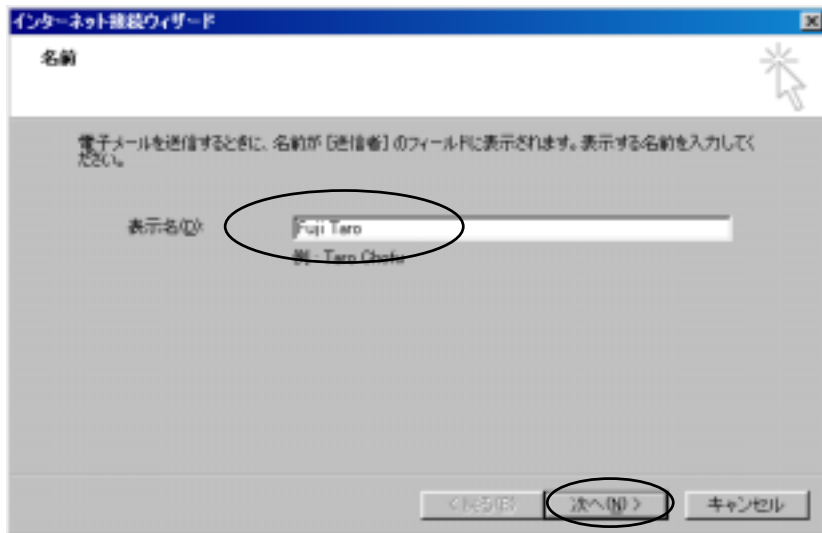 インターネット接続ウィザード
名前
電子メールを送信するときに、名前が [送信者] のフィールドに表示されます。表示する名前を入力してく
ださい。
表示名(D):
Fuji Taro
例 : Taro Chofu
< 戻る(B)
次へ(N) >
キャンセル